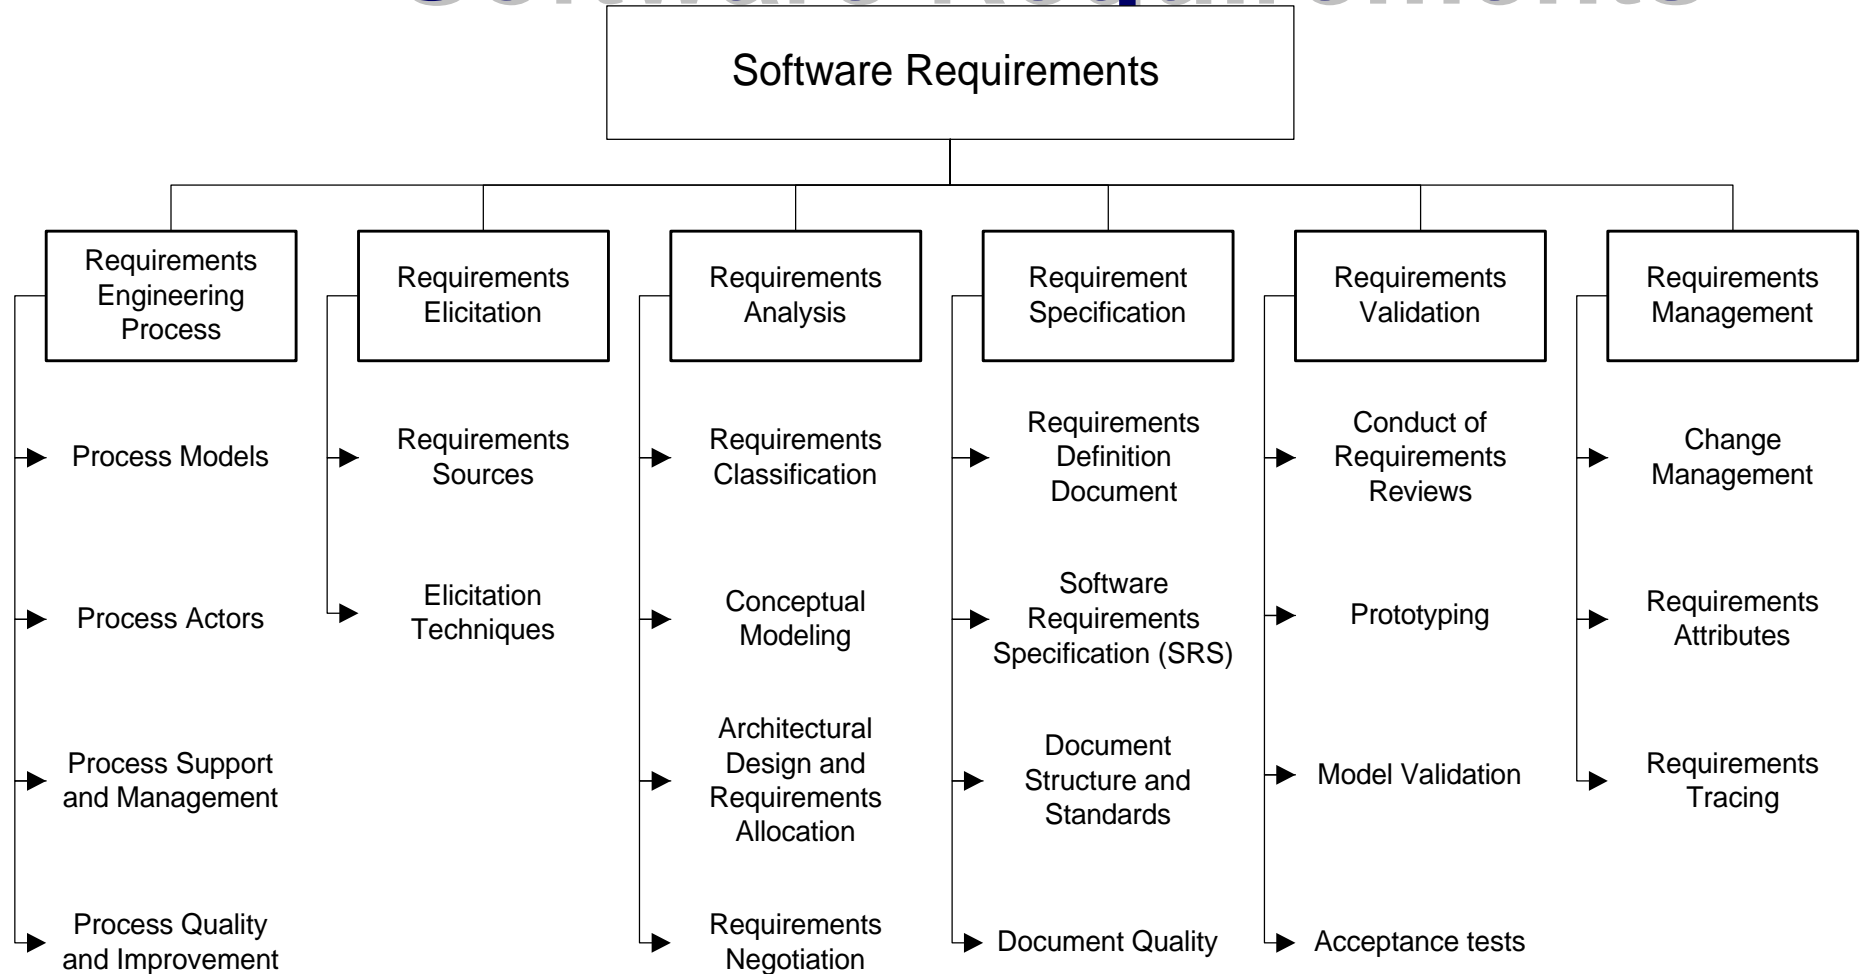 Software Requirements
Software Requirements
Requirements
Engineering
Process
Process Models
Process Actors
Process Support
and Management
Process Quality
and Improvement
Requirements
Elicitation
Requirements
Sources
Elicitation
Techniques
Requirements
Analysis
Requirements
Classification
Conceptual
Modeling
Architectural
Design and
Requirements
Allocation
Requirements
Negotiation
Requirement
Specification
Requirements
Definition
Document
Software
Requirements
Specification (SRS)
Document
Structure and
Standards
Document Quality
Requirements
Validation
Conduct of
Requirements
Reviews
Prototyping
Model Validation
Acceptance tests
Requirements
Management
Change
Management
Requirements
Attributes
Requirements
Tracing